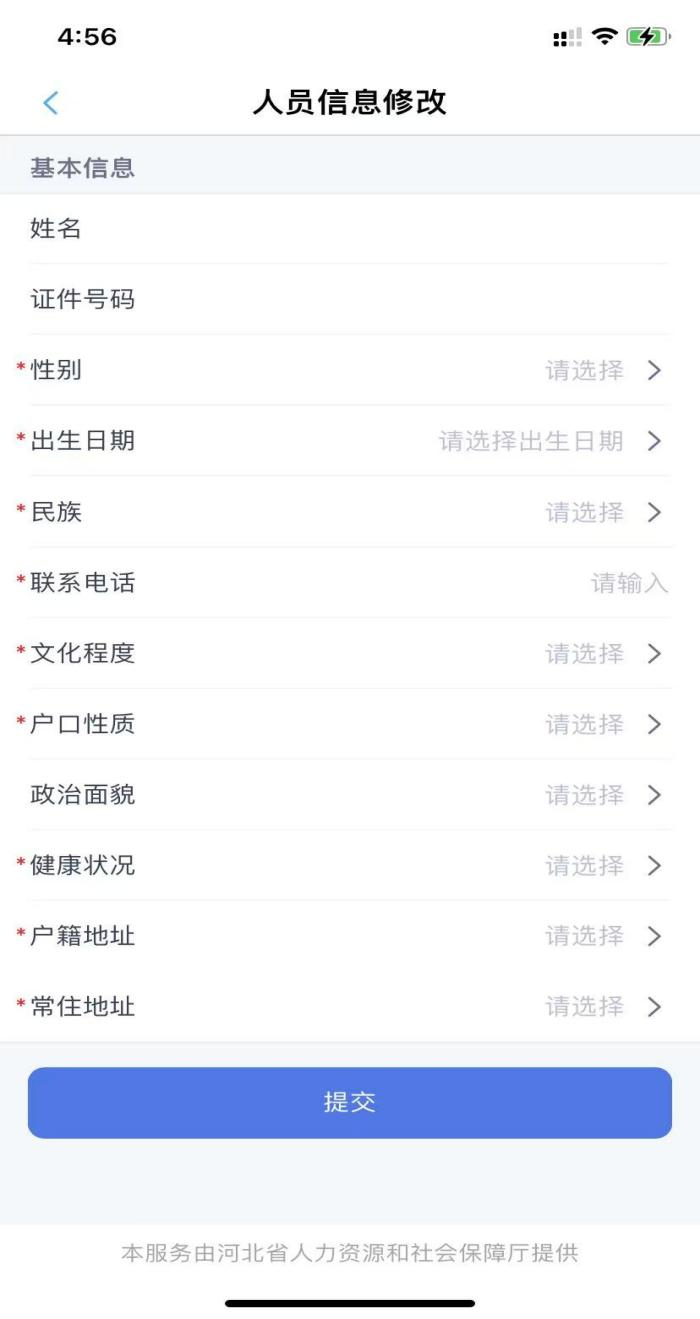 4:56
人员信息修改
基本信息
姓名
证件号码
*性别 请选择
*出生日期 请选择出生日期
*民族 请选择
*联系电话 请输入
*文化程度 请选择
*户口性质 请选择
政治面貌 请选择
*健康状况 请选择
*户籍地址 请选择
*常住地址 请选择
提交
本服务由河北省人力资源和社会保障厅提供